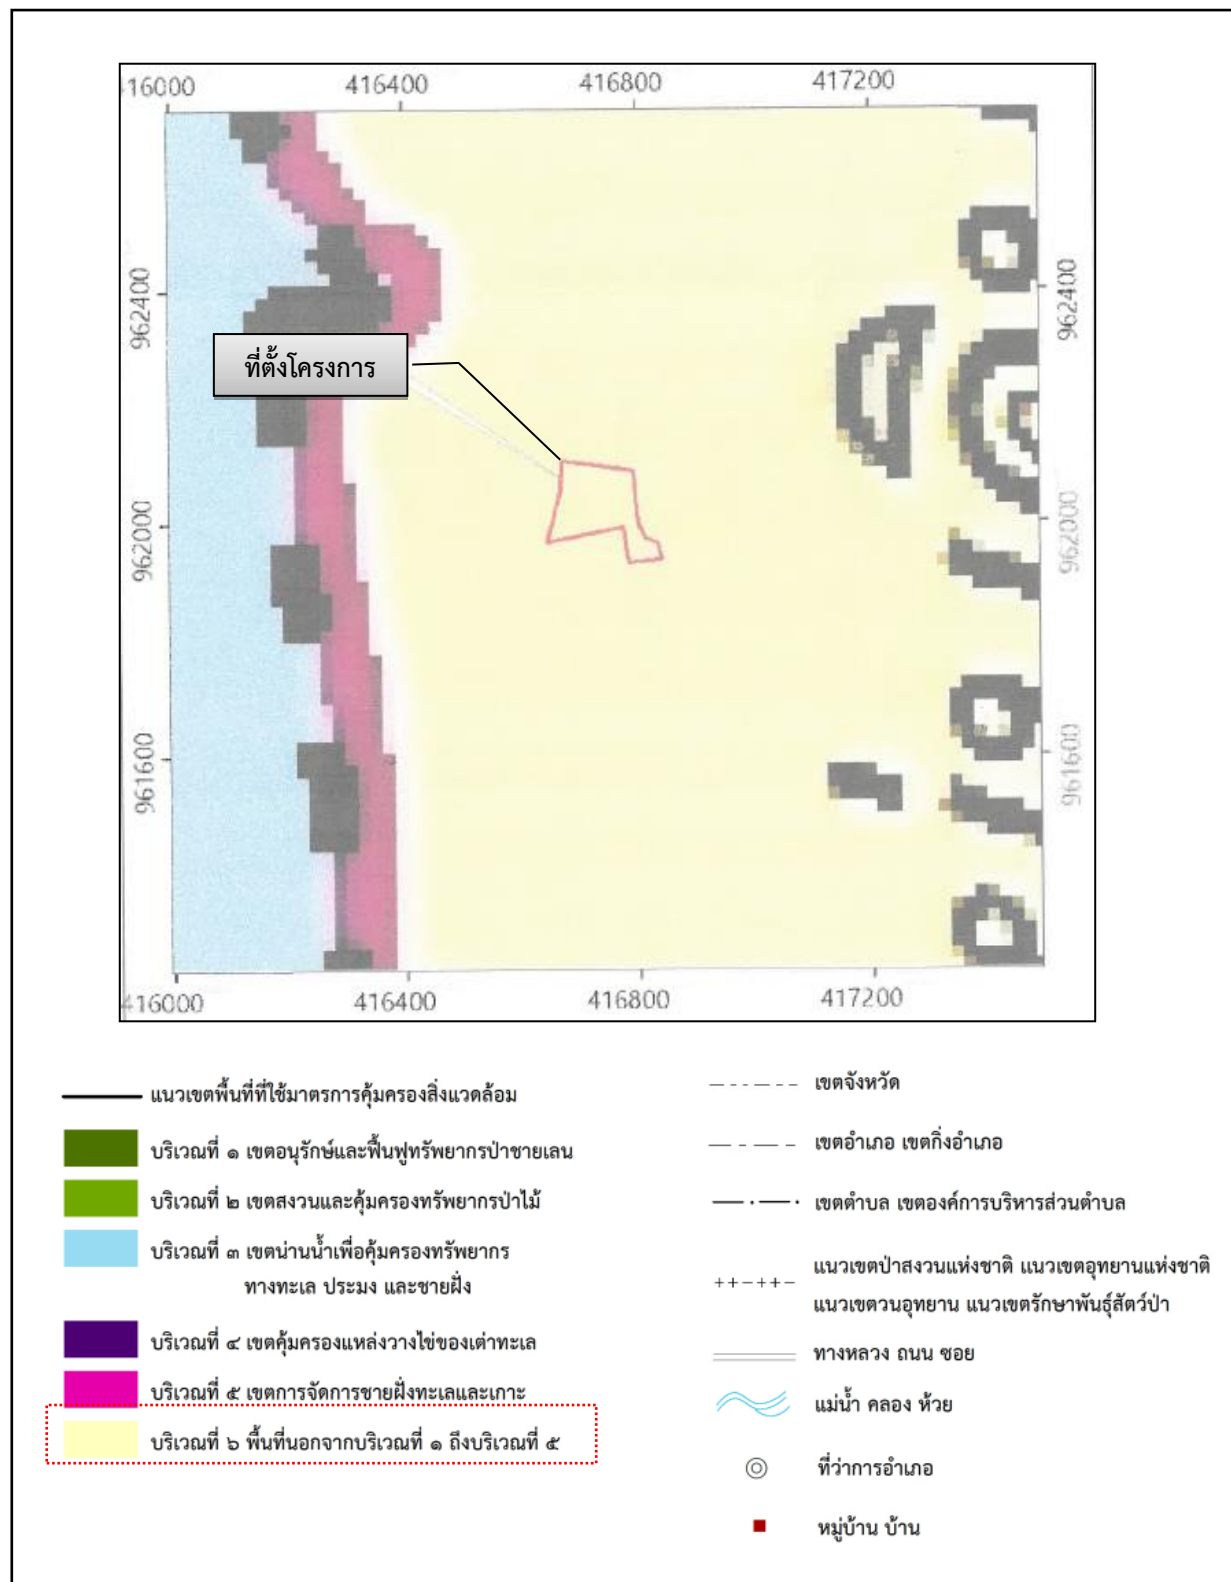 16000 416400 416800 417200
962400 962400
ที่ตั้งโครงการ
962000 962000
961600 961600
416000 416400 416800 417200
แนวเขตพื้นที่ที่ใช้มาตรการคุ้มครองสิ่งแวดล้อม
บริเวณที่ ๑ เขตอนุรักษ์และฟื้นฟูทรัพยากรป่าชายเลน
บริเวณที่ ๒ เขตสงวนและคุ้มครองทรัพยากรป่าไม้
บริเวณที่ ๓ เขตน่านน้ำเพื่อคุ้มครองทรัพยากร
ทางทะเล ประมง และชายฝั่ง
บริเวณที่ ๔ เขตคุ้มครองแหล่งวางไข่ของเต่าทะเล
บริเวณที่ ๕ เขตการจัดการชายฝั่งทะเลและเกาะ
บริเวณที่ ๖ พื้นที่นอกจากบริเวณที่ ๑ ถึงบริเวณที่ ๕
เขตจังหวัด
เขตอำเภอ เขตกิ่งอำเภอ
เขตตำบล เขตองค์การบริหารส่วนตำบล
แนวเขตป่าสงวนแห่งชาติ แนวเขตอุทยานแห่งชาติ
แนวเขตวนอุทยาน แนวเขตรักษาพันธุ์สัตว์ป่า
ทางหลวง ถนน ซอย
แม่น้ำ คลอง ห้วย
ที่ว่าการอำเภอ
หมู่บ้าน บ้าน